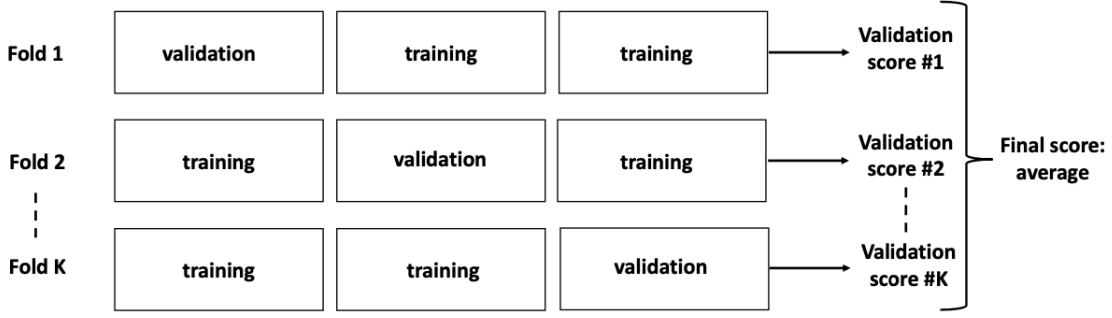 Fold 1
validation
training
training
Validation
score #1
Fold 2
training
validation
training
Validation
score #2
Final score:
average
Fold K
training
training
validation
Validation
score #K